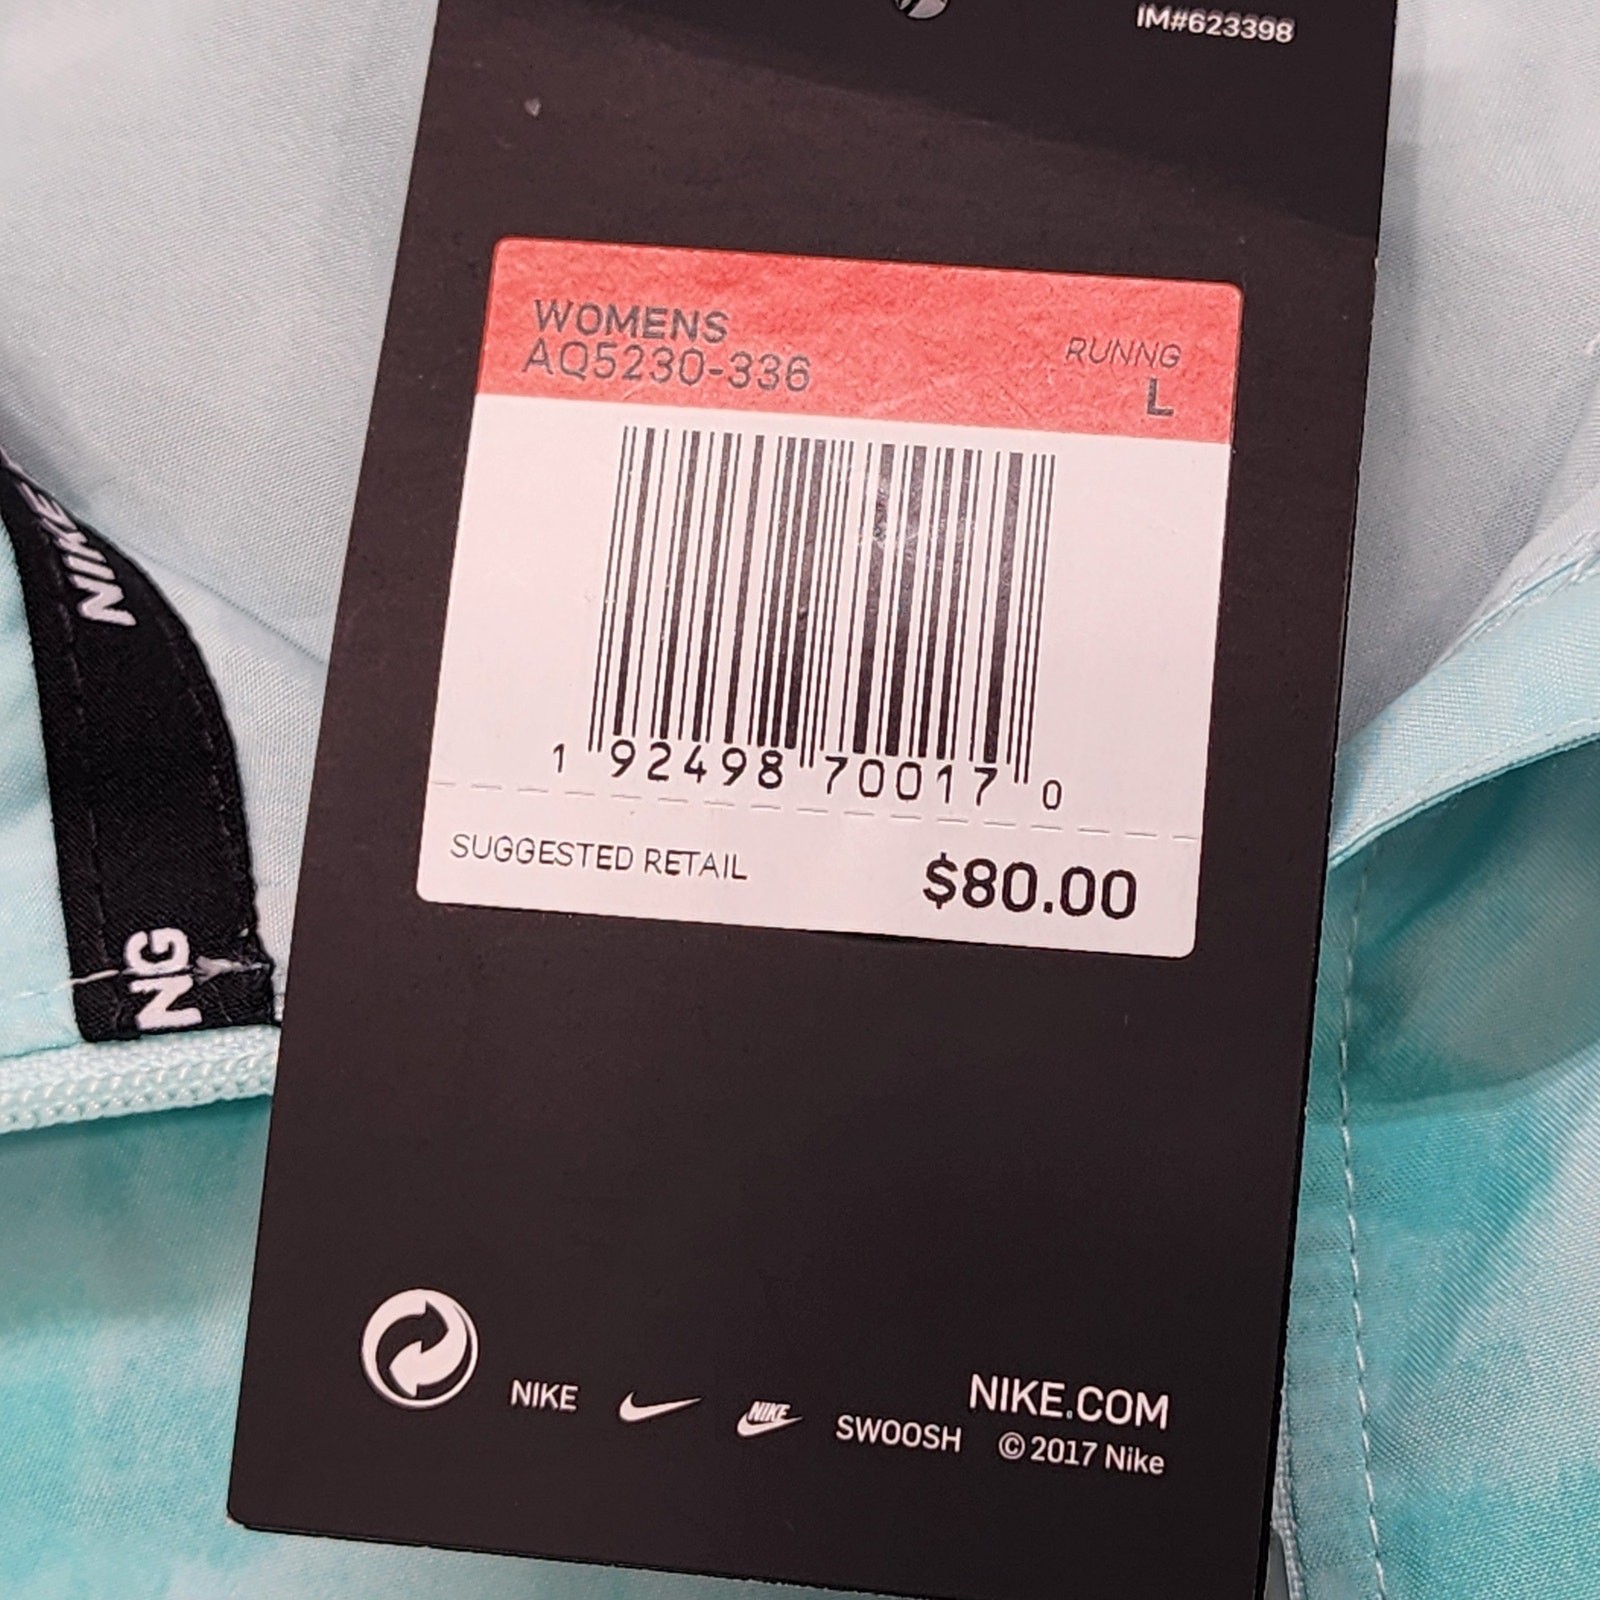 IM#623398
WOMENS
AQ5230-336
RUNNG
L
1 92498 70017 0
SUGGESTED RETAIL $80.00
NIKE
NG
NIKE NIKE SWOOSH
NIKE.COM
© 2017 Nike